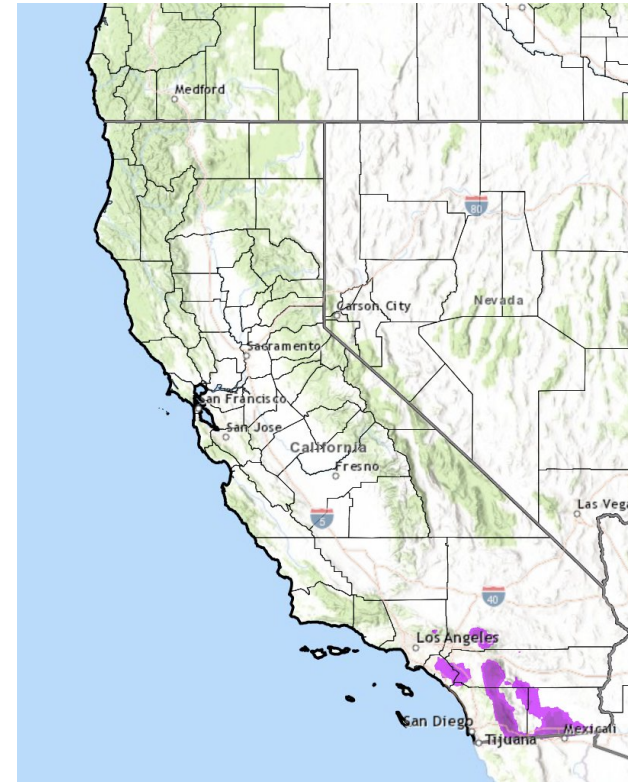 Medford
80
Carson City
Nevada
Sacramento
San Francisco
San Jose
California
Fresno
5
Las Vega
40
Los Angeles
San Diego
Mexicali
Tijuana